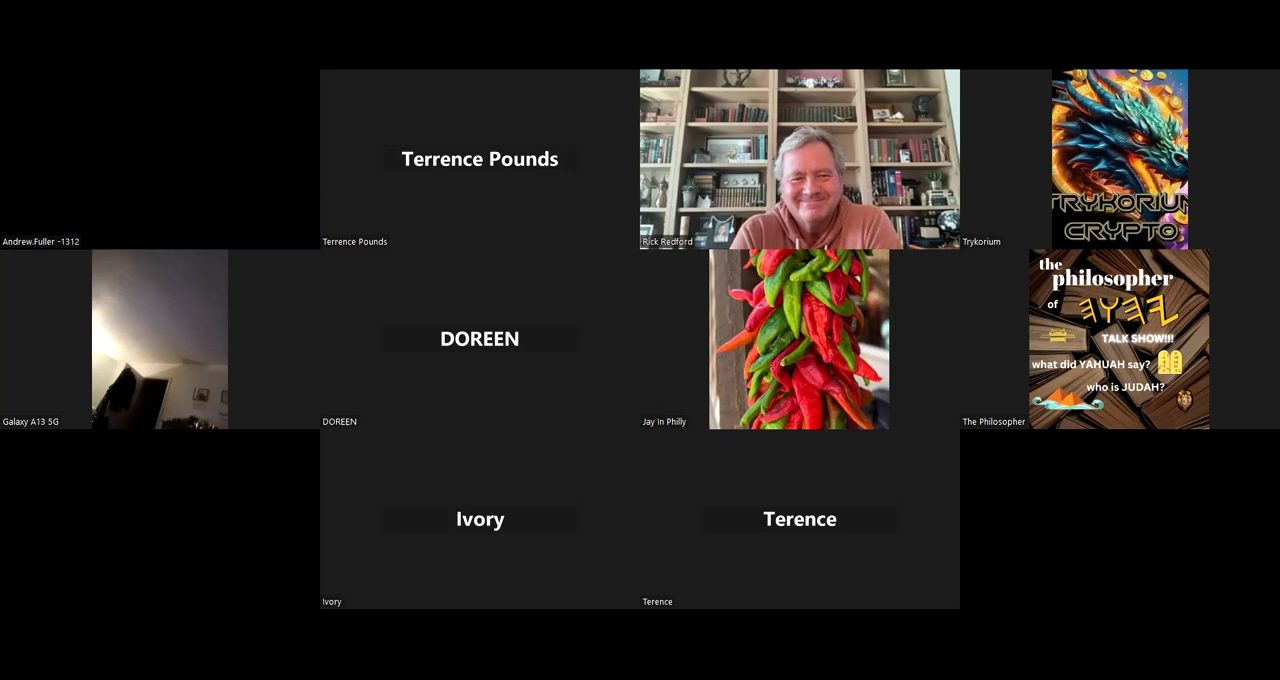 Terrence Pounds
Andrew.Fuller -1312
Terrence Pounds
Rick Redford
TRYKORIUM
CRYPTO
Trykorium
Galaxy A13 5G
DOREEN
DOREEN
Jay In Philly
the
philosopher
of 𐤉𐤄𐤅𐤄
TALK SHOW!!!
what did YAHUAH say?
who is JUDAH?
The Philosopher
Ivory
Ivory
Terence
Terence